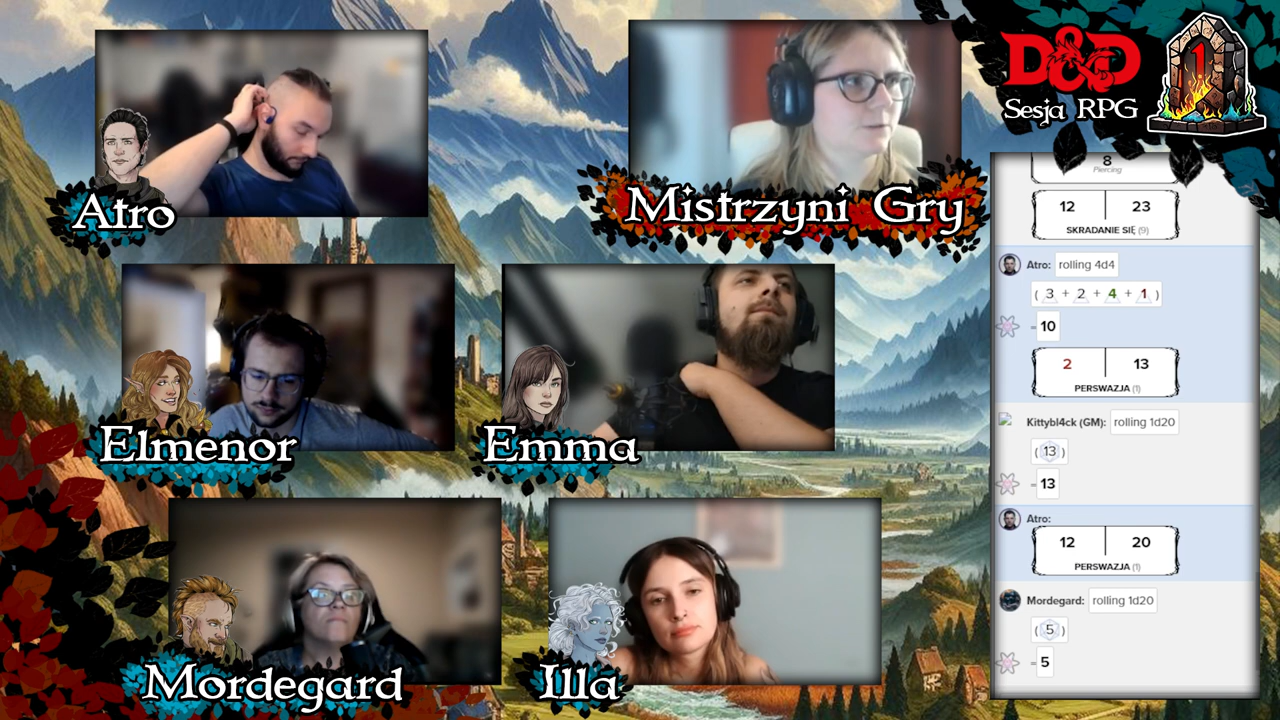 D&D
Sesja RPG
1
Atro
Mistrzyni Gry
Elmenor
Emma
Mordegard
Illa
8
Piercing
12 23
SKRADANIE SIĘ (9)
Atro: rolling 4d4
( 3 + 2 + 4 + 1 )
=10
2 13
PERSWAZJA (1)
Kittybl4ck (GM): rolling 1d20
( 13 )
=13
Atro:
12 20
PERSWAZJA (1)
Mordegard: rolling 1d20
( 5 )
=5